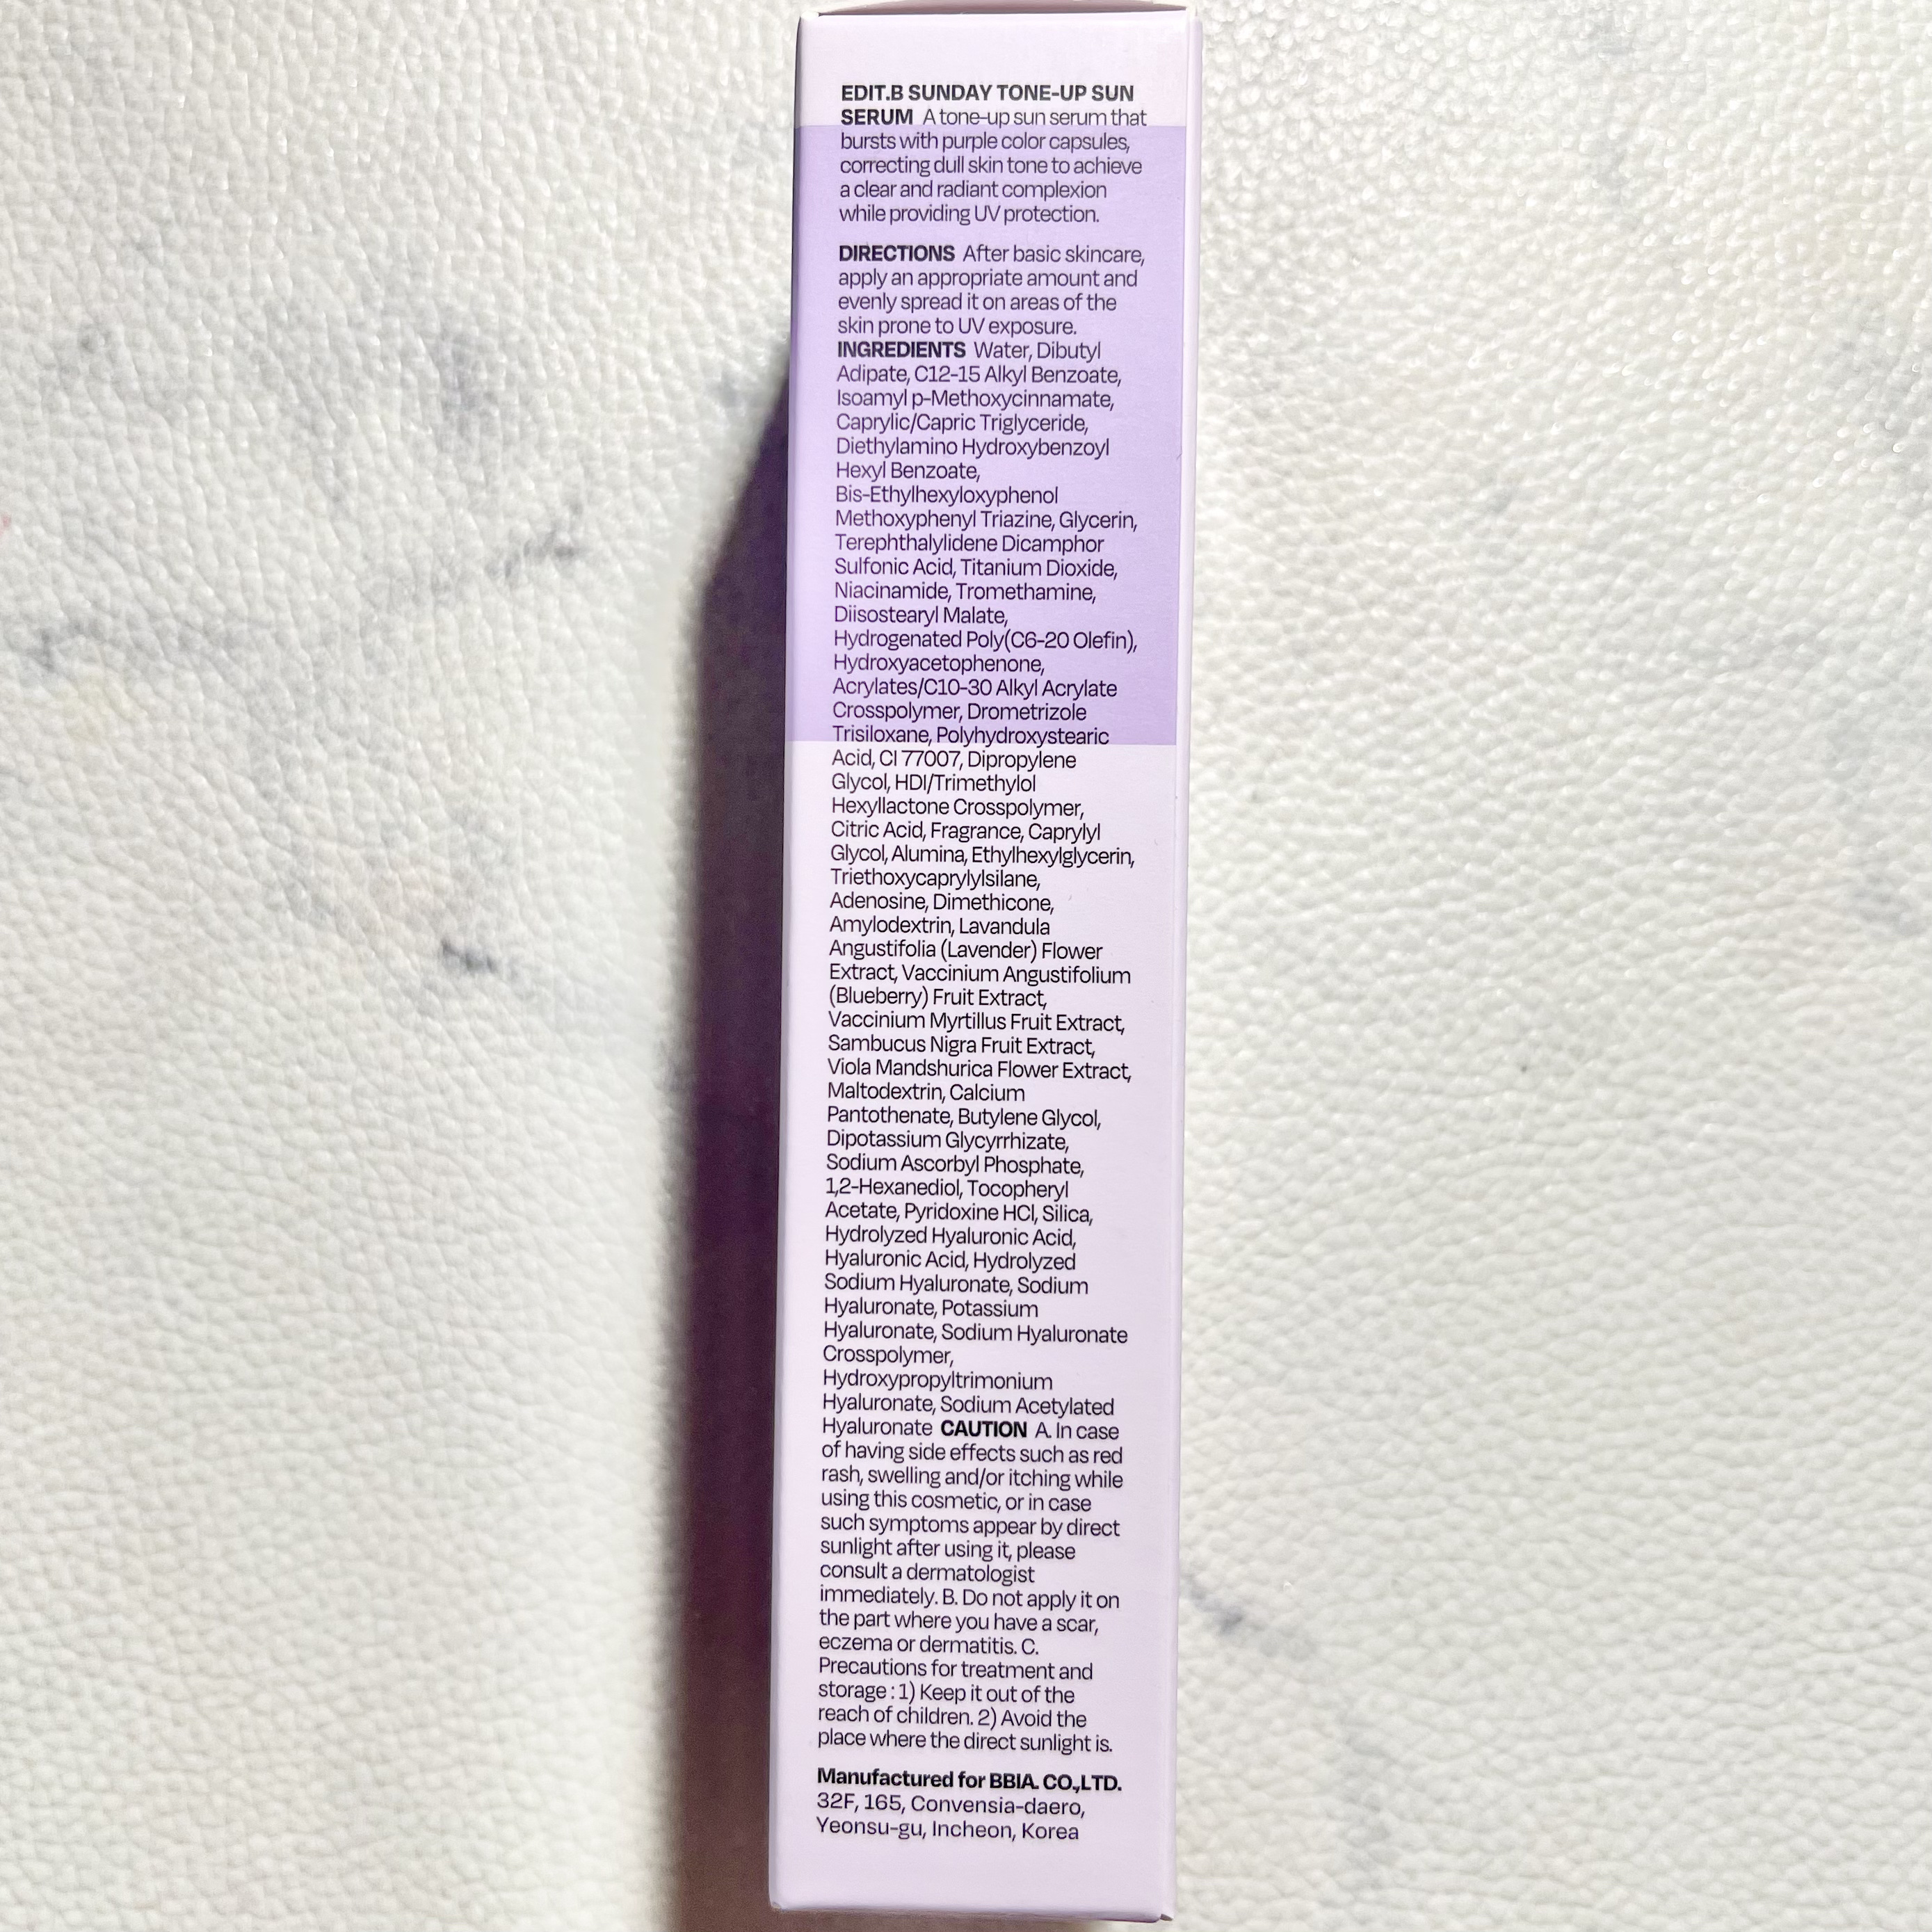 EDIT.B SUNDAY TONE-UP SUN
SERUM A tone-up sun serum that
bursts with purple color capsules,
correcting dull skin tone to achieve
a clear and radiant complexion
while providing UV protection.
DIRECTIONS After basic skincare,
apply an appropriate amount and
evenly spread it on areas of the
skin prone to UV exposure.
INGREDIENTS Water, Dibutyl
Adipate, C12-15 Alkyl Benzoate,
Isoamyl p-Methoxycinnamate,
Caprylic/Capric Triglyceride,
Diethylamino Hydroxybenzoyl
Hexyl Benzoate,
Bis-Ethylhexyloxyphenol
Methoxyphenyl Triazine, Glycerin,
Terephthalylidene Dicamphor
Sulfonic Acid, Titanium Dioxide,
Niacinamide, Tromethamine,
Diisostearyl Malate,
Hydrogenated Poly(C6-20 Olefin),
Hydroxyacetophenone,
Acrylates/C10-30 Alkyl Acrylate
Crosspolymer, Drometrizole
Trisiloxane, Polyhydroxystearic
Acid, CI 77007, Dipropylene
Glycol, HDI/Trimethylol
Hexyllactone Crosspolymer,
Citric Acid, Fragrance, Caprylyl
Glycol, Alumina, Ethylhexylglycerin,
Triethoxycaprylylsilane,
Adenosine, Dimethicone,
Amylodextrin, Lavandula
Angustifolia (Lavender) Flower
Extract, Vaccinium Angustifolium
(Blueberry) Fruit Extract,
Vaccinium Myrtillus Fruit Extract,
Sambucus Nigra Fruit Extract,
Viola Mandshurica Flower Extract,
Maltodextrin, Calcium
Pantothenate, Butylene Glycol,
Dipotassium Glycyrrhizate,
Sodium Ascorbyl Phosphate,
1,2-Hexanediol, Tocopheryl
Acetate, Pyridoxine HCl, Silica,
Hydrolyzed Hyaluronic Acid,
Hyaluronic Acid, Hydrolyzed
Sodium Hyaluronate, Sodium
Hyaluronate, Potassium
Hyaluronate, Sodium Hyaluronate
Crosspolymer,
Hydroxypropyltrimonium
Hyaluronate, Sodium Acetylated
Hyaluronate CAUTION A. In case
of having side effects such as red
rash, swelling and/or itching while
using this cosmetic, or in case
such symptoms appear by direct
sunlight after using it, please
consult a dermatologist
immediately. B. Do not apply it on
the part where you have a scar,
eczema or dermatitis. C.
Precautions for treatment and
storage : 1) Keep it out of the
reach of children. 2) Avoid the
place where the direct sunlight is.
Manufactured for BBIA. CO.,LTD.
32F, 165, Convensia-daero,
Yeonsu-gu, Incheon, Korea